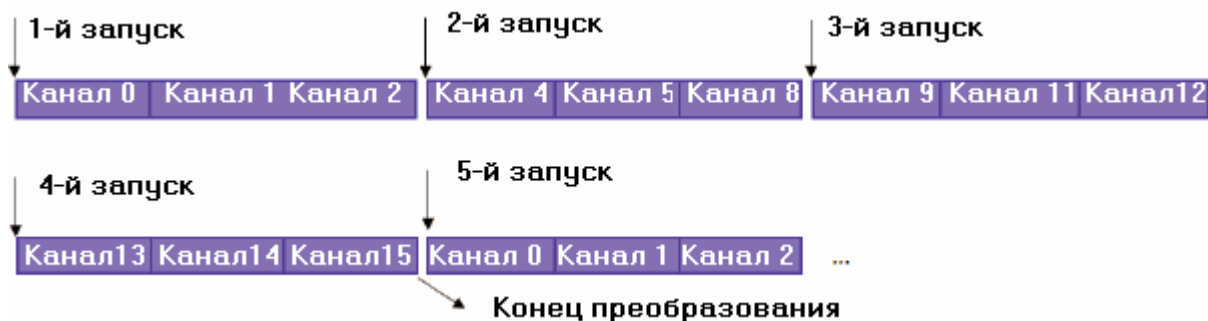 1-й запуск 2-й запуск 3-й запуск
Канал 0 Канал 1 Канал 2 Канал 4 Канал 5 Канал 8 Канал 9 Канал 11 Канал12
4-й запуск 5-й запуск
Канал13 Канал14 Канал15 Канал 0 Канал 1 Канал 2 ...
Конец преобразования